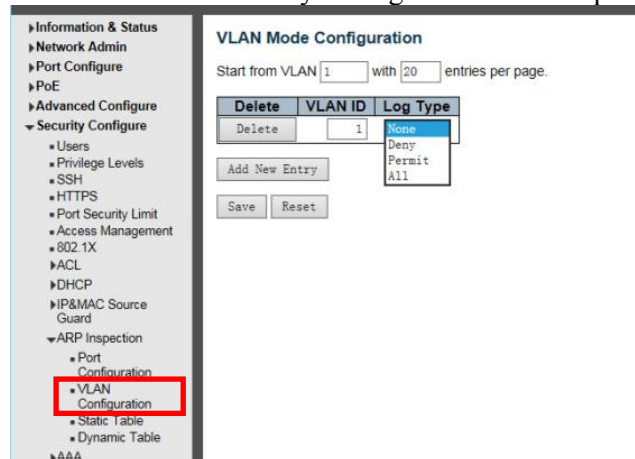 ▸Information & Status
▸Network Admin
▸Port Configure
▸PoE
▸Advanced Configure
▾Security Configure
▪Users
▪Privilege Levels
▪SSH
▪HTTPS
▪Port Security Limit
▪Access Management
▪802.1X
▸ACL
▸DHCP
▸IP&MAC Source
Guard
▾ARP Inspection
▪Port
Configuration
▪VLAN
Configuration
▪Static Table
▪Dynamic Table
▸AAA
VLAN Mode Configuration
Start from VLAN 1 with 20 entries per page.
Delete VLAN ID Log Type
Delete 1 None
Deny
Permit
All
Add New Entry
Save Reset